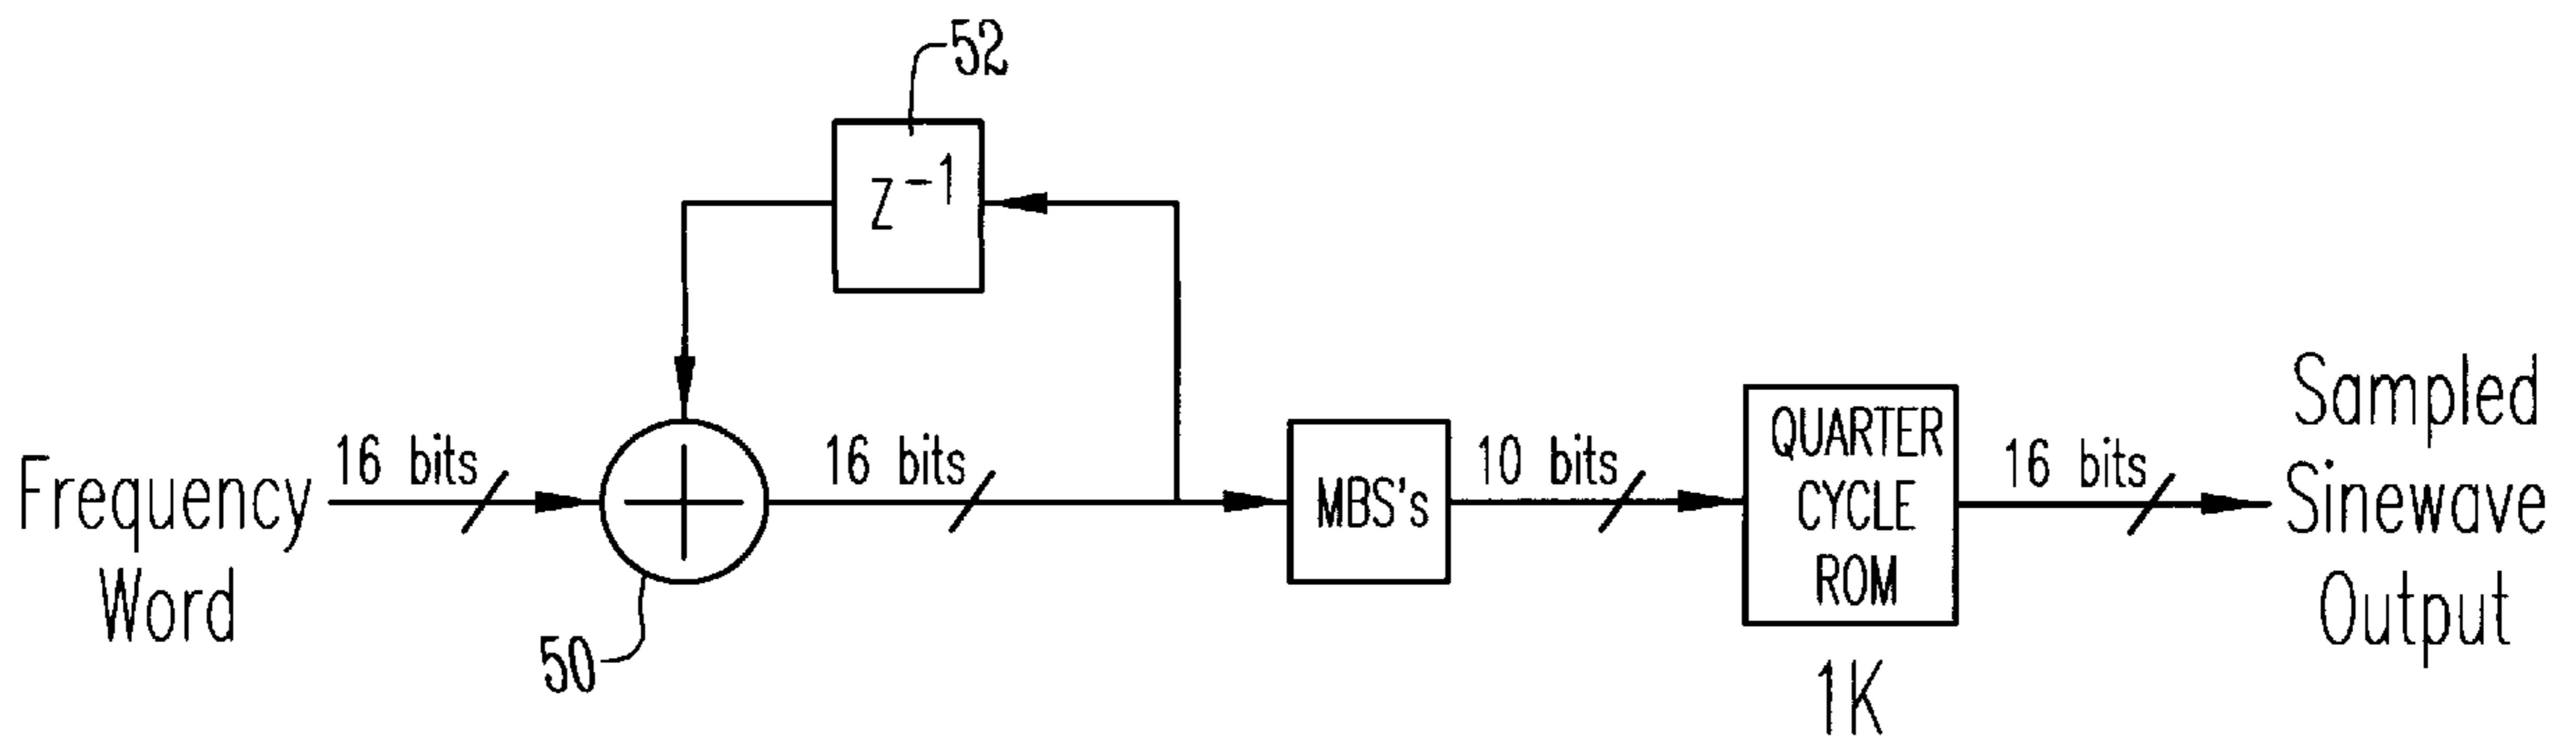 52
Z⁻¹
16 bits
16 bits
10 bits
16 bits
Frequency
Word
MBS's
QUARTER
CYCLE
ROM
1K
Sampled
Sinewave
Output
50